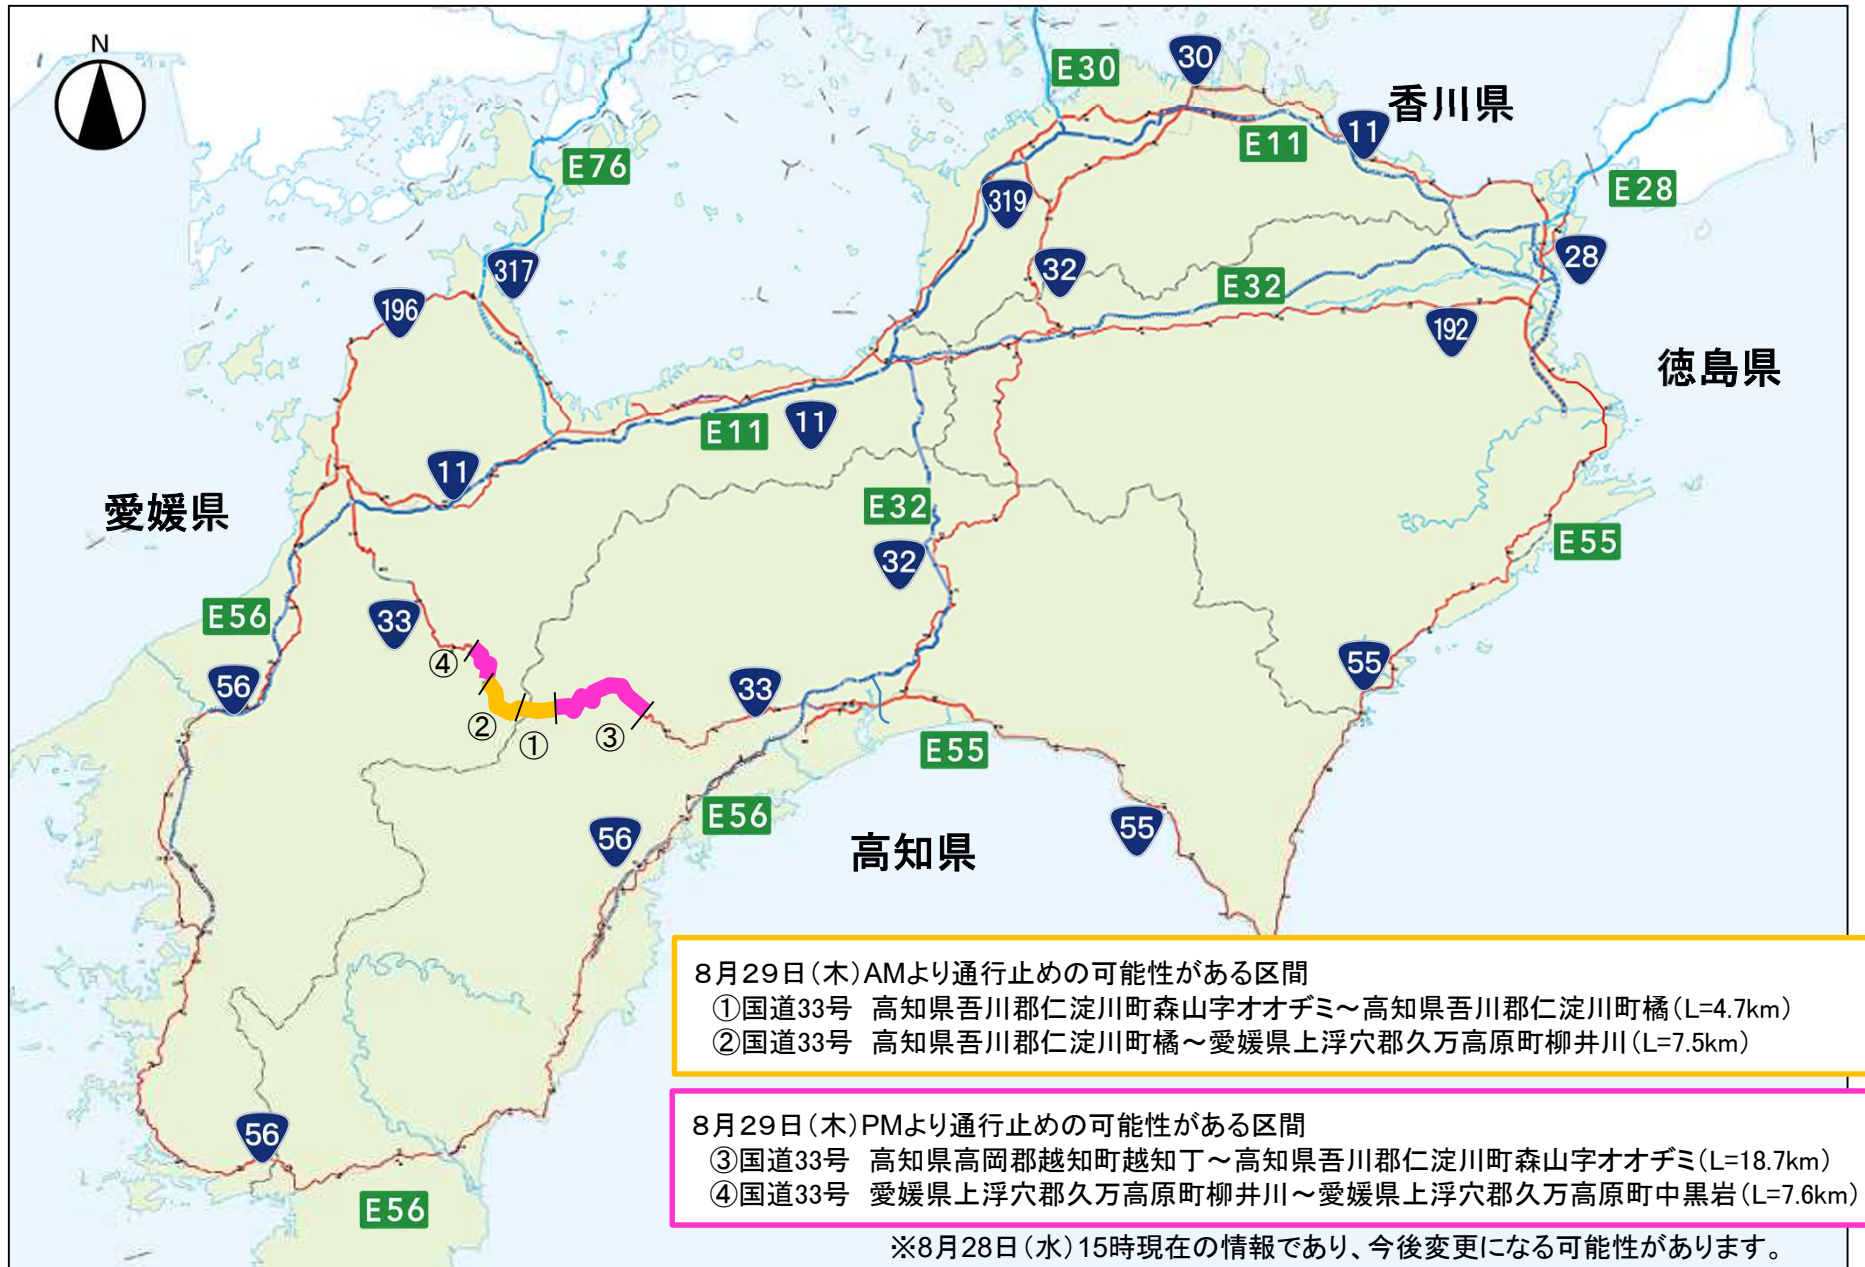 N
E30
30
香川県
11
E11
E76
E28
319
317
32
28
E32
196
192
徳島県
E11
11
11
愛媛県
E32
E55
32
E56
33
④
55
56
33
②
①
③
E55
E56
56
55
高知県
8月29日(木)AMより通行止めの可能性がある区間
①国道33号 高知県吾川郡仁淀川町森山字オオヂミ～高知県吾川郡仁淀川町橘(L=4.7km)
②国道33号 高知県吾川郡仁淀川町橘～愛媛県上浮穴郡久万高原町柳井川(L=7.5km)
8月29日(木)PMより通行止めの可能性がある区間
③国道33号 高知県高岡郡越知町越知丁～高知県吾川郡仁淀川町森山字オオヂミ(L=18.7km)
④国道33号 愛媛県上浮穴郡久万高原町柳井川～愛媛県上浮穴郡久万高原町中黒岩(L=7.6km)
56
E56
※8月28日(水)15時現在の情報であり、今後変更になる可能性があります。